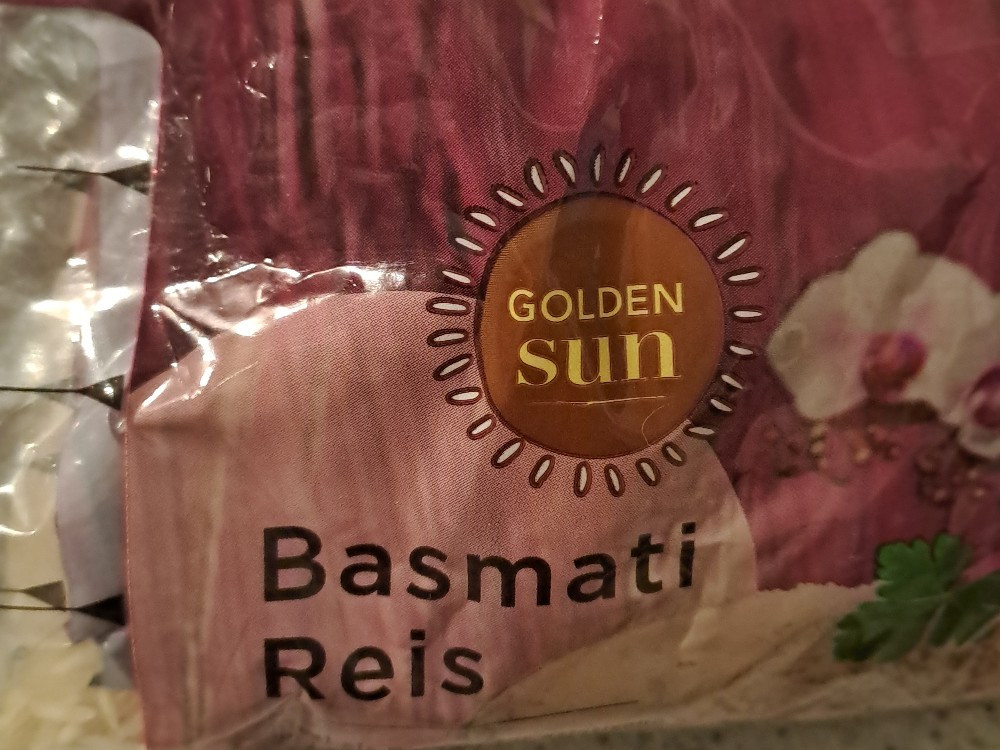 GOLDEN
sun
Basmati
Reis